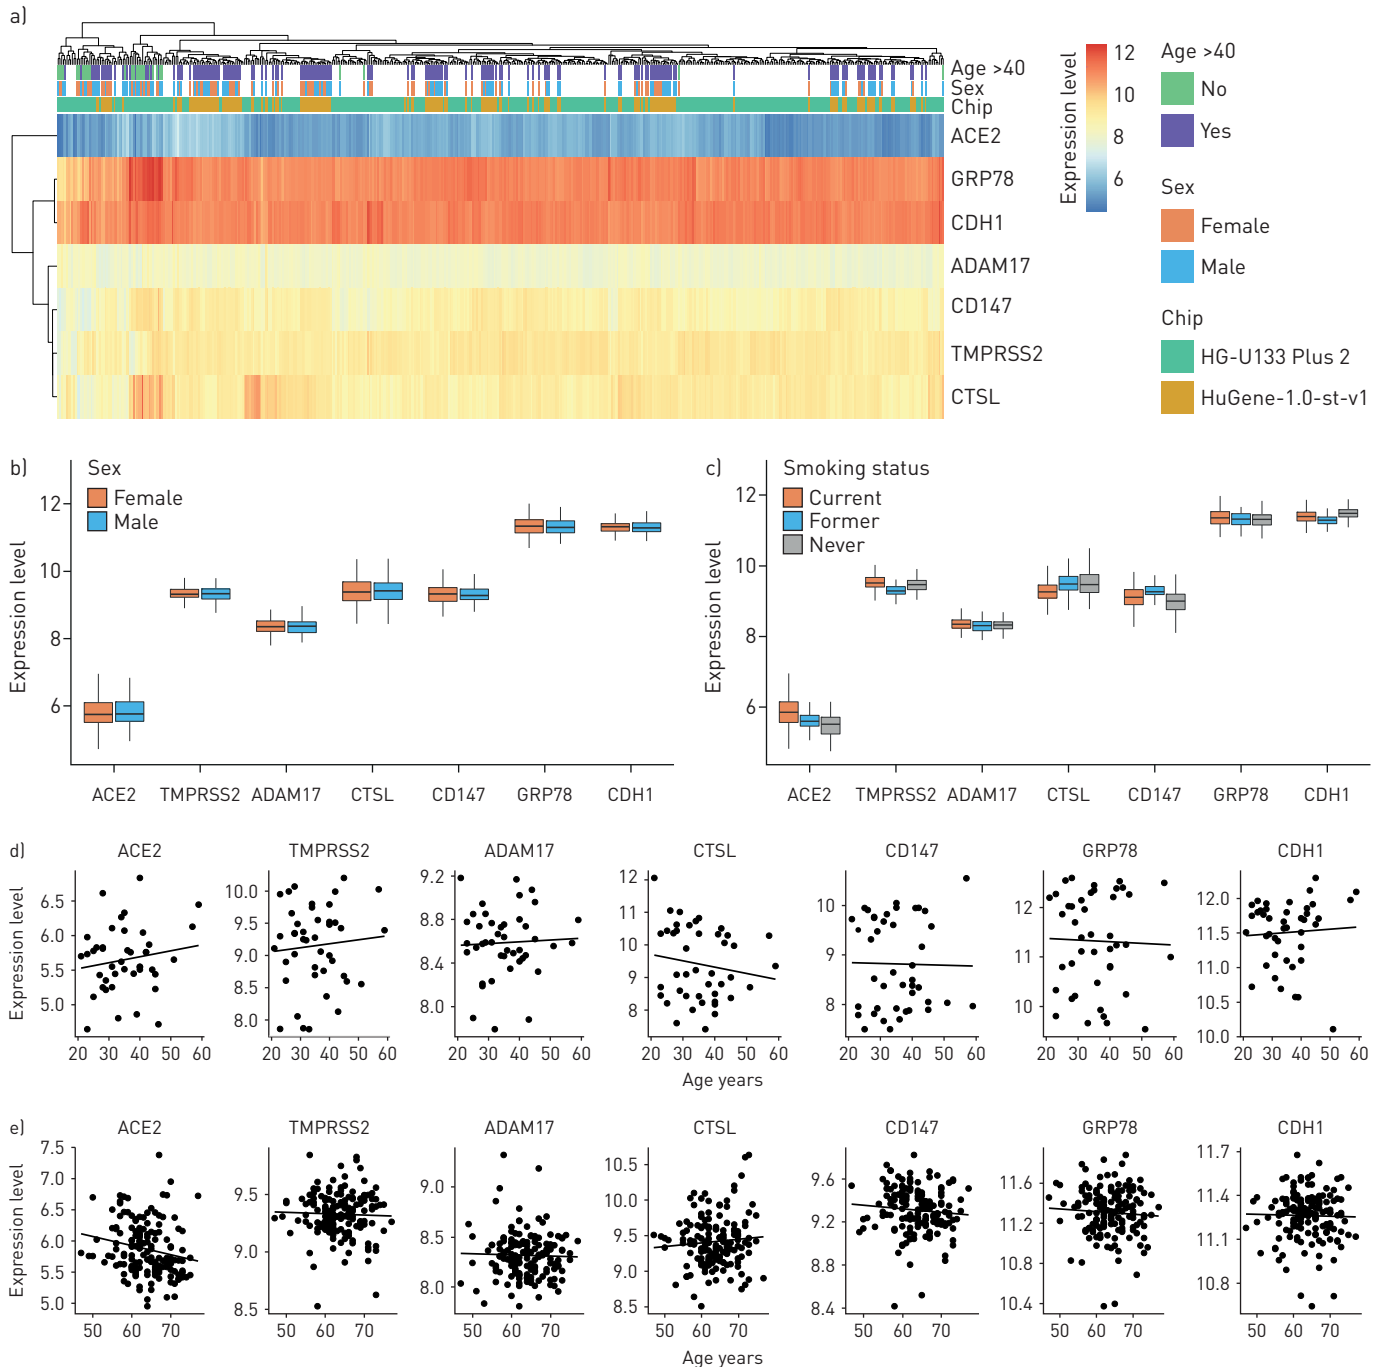 a)
Age >40
Sex
Chip
ACE2
GRP78
CDH1
ADAM17
CD147
TMPRSS2
CTSL
Expression level
12
10
8
6
Age >40
No
Yes
Sex
Female
Male
Chip
HG-U133 Plus 2
HuGene-1.0-st-v1
b)
Sex
Female
Male
Expression level
12
10
8
6
ACE2 TMPRSS2 ADAM17 CTSL CD147 GRP78 CDH1
c)
Smoking status
Current
Former
Never
Expression level
12
10
8
6
ACE2 TMPRSS2 ADAM17 CTSL CD147 GRP78 CDH1
d)
Expression level
ACE2
6.5
6.0
5.5
5.0
20 30 40 50 60
TMPRSS2
10.0
9.5
9.0
8.5
8.0
20 30 40 50 60
ADAM17
9.2
8.8
8.4
8.0
20 30 40 50 60
CTSL
12
11
10
9
8
20 30 40 50 60
CD147
10
9
8
20 30 40 50 60
GRP78
12
11
10
20 30 40 50 60
CDH1
12.0
11.5
11.0
10.5
10.0
20 30 40 50 60
Age years
e)
Expression level
ACE2
7.5
7.0
6.5
6.0
5.5
5.0
50 60 70
TMPRSS2
9.5
9.0
8.5
50 60 70
ADAM17
9.0
8.5
8.0
50 60 70
CTSL
10.5
10.0
9.5
9.0
8.5
50 60 70
CD147
9.6
9.2
8.8
8.4
50 60 70
GRP78
11.6
11.2
10.8
10.4
50 60 70
CDH1
11.7
11.4
11.1
10.8
50 60 70
Age years